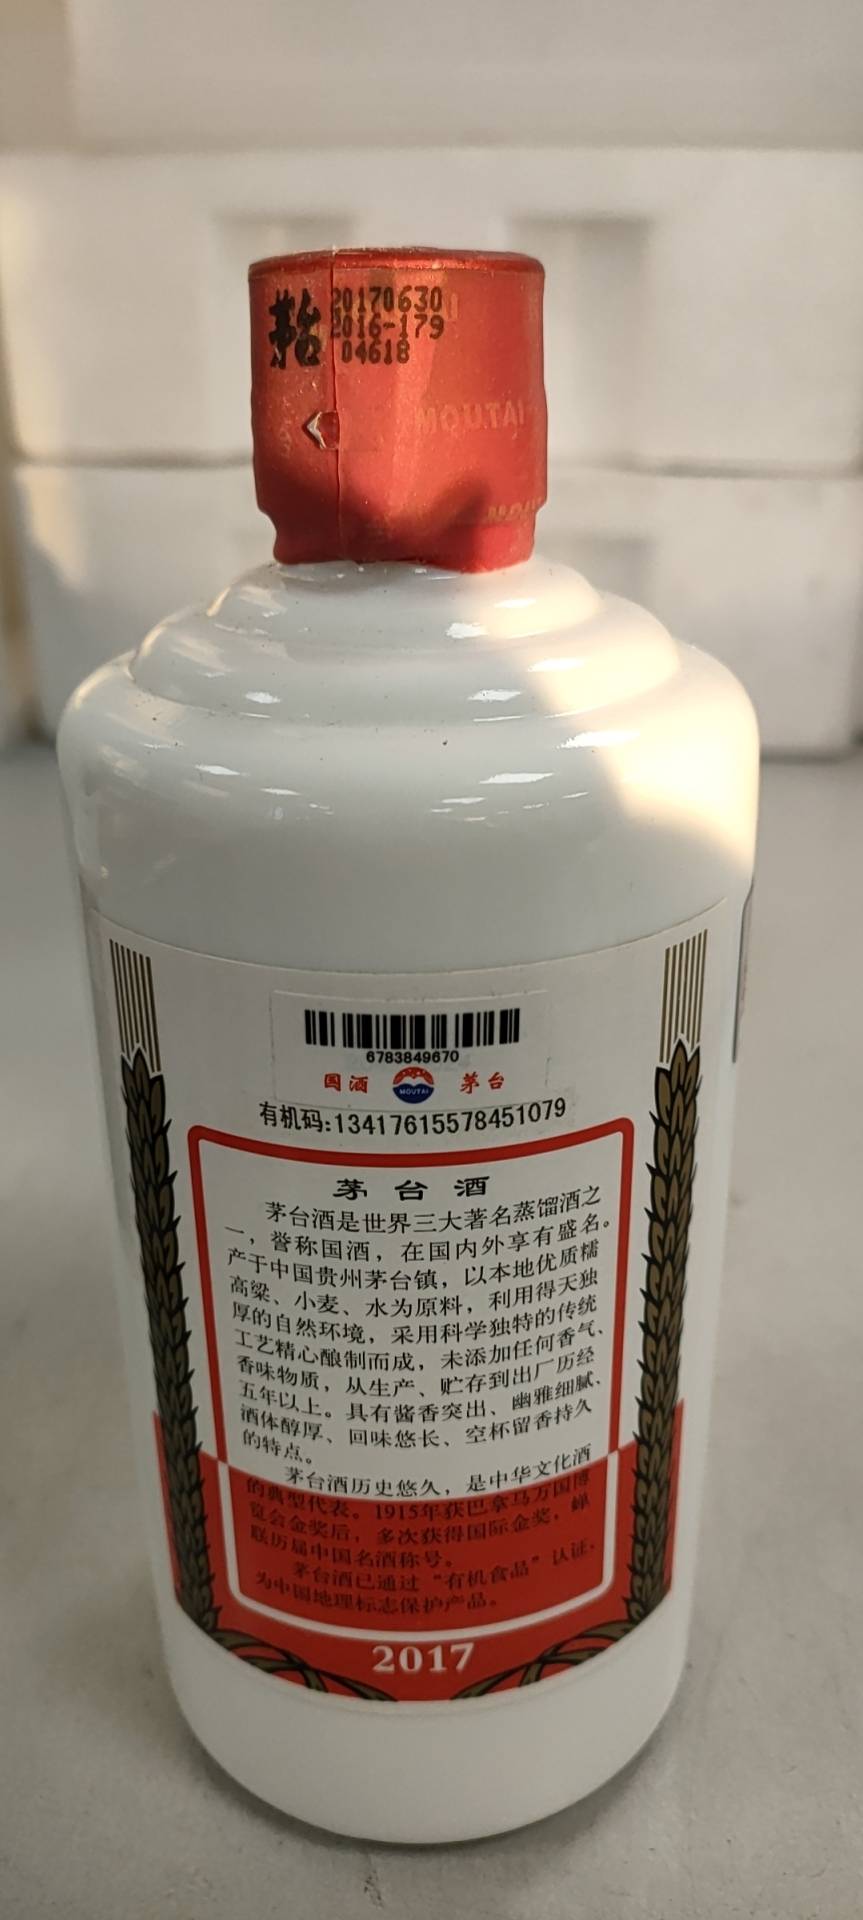 茅台
20170630
2016-179
04618
MOUTAI
6783849670
国酒 MOUTAI 茅台
有机码:13417615578451079
茅台酒
茅台酒是世界三大著名蒸馏酒之
一，誉称国酒，在国内外享有盛名。
产于中国贵州茅台镇，以本地优质糯
高粱、小麦、水为原料，利用得天独
厚的自然环境，采用科学独特的传统
工艺精心酿制而成，未添加任何香气、
香味物质，从生产、贮存到出厂历经
五年以上。具有酱香突出、幽雅细腻、
酒体醇厚、回味悠长、空杯留香持久
的特点。
茅台酒历史悠久，是中华文化酒
的典型代表。1915年获巴拿马万国博
览会金奖后，多次获得国际金奖，蝉
联历届中国名酒称号。
茅台酒已通过“有机食品”认证，
为中国地理标志保护产品。
2017